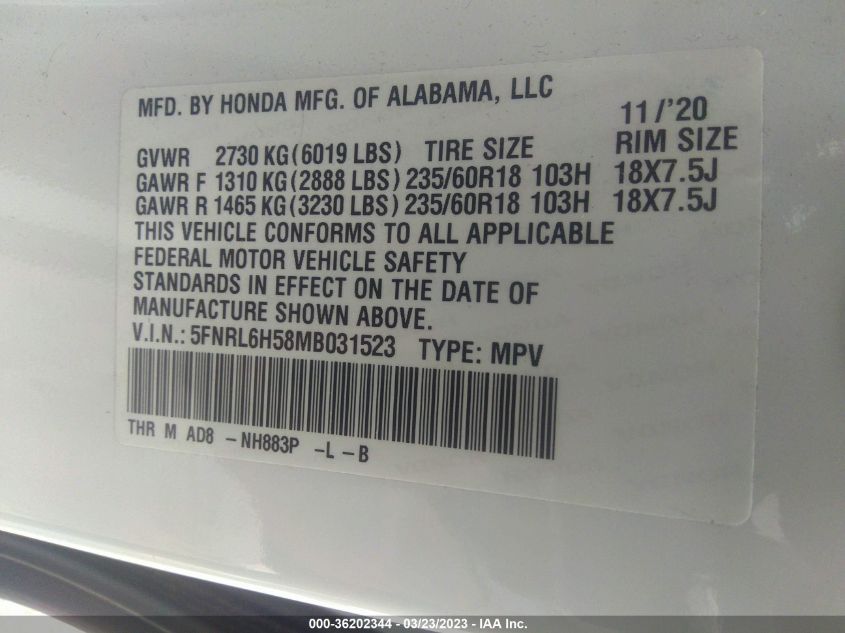 MFD. BY HONDA MFG. OF ALABAMA, LLC 11/'20
GVWR 2730 KG(6019 LBS) TIRE SIZE RIM SIZE
GAWR F 1310 KG(2888 LBS) 235/60R18 103H 18X7.5J
GAWR R 1465 KG(3230 LBS) 235/60R18 103H 18X7.5J
THIS VEHICLE CONFORMS TO ALL APPLICABLE
FEDERAL MOTOR VEHICLE SAFETY
STANDARDS IN EFFECT ON THE DATE OF
MANUFACTURE SHOWN ABOVE.
V.I.N.: 5FNRL6H58MB031523 TYPE: MPV
THR M AD8 -NH883P -L -B
000-36202344 - 03/23/2023 - IAA Inc.